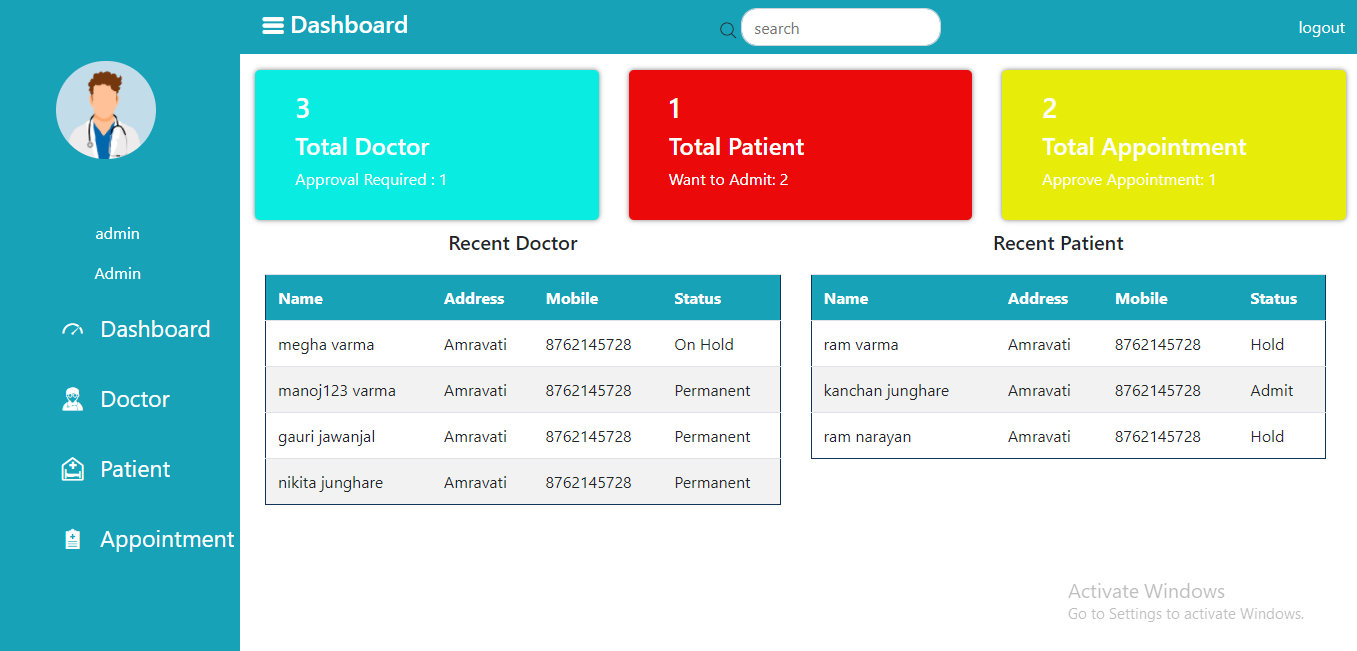 Dashboard
search
logout
admin
Admin
Dashboard
Doctor
Patient
Appointment
3
Total Doctor
Approval Required : 1
1
Total Patient
Want to Admit: 2
2
Total Appointment
Approve Appointment: 1
Recent Doctor
Name Address Mobile Status
megha varma Amravati 8762145728 On Hold
manoj123 varma Amravati 8762145728 Permanent
gauri jawanjal Amravati 8762145728 Permanent
nikita junghare Amravati 8762145728 Permanent
Recent Patient
Name Address Mobile Status
ram varma Amravati 8762145728 Hold
kanchan junghare Amravati 8762145728 Admit
ram narayan Amravati 8762145728 Hold
Activate Windows
Go to Settings to activate Windows.